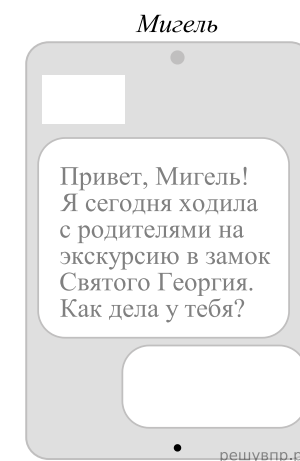 Мигель
Привет, Мигель!
Я сегодня ходила
с родителями на
экскурсию в замок
Святого Георгия.
Как дела у тебя?
решувпр.р